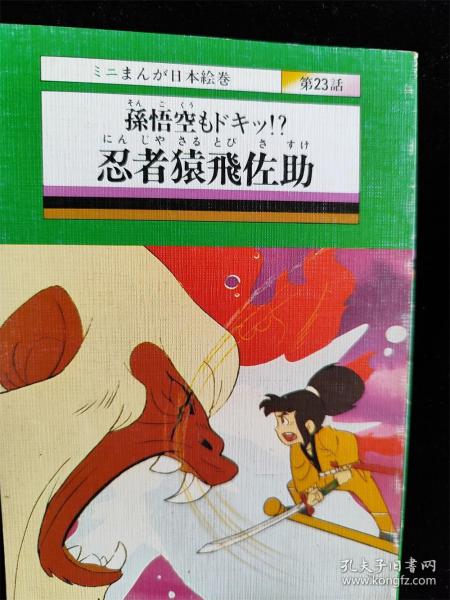 ミニまんが日本絵巻
第23話
そんごくう
孫悟空もドキッ!?
にんじゃさるとびさすけ
忍者猿飛佐助
孔夫子旧书网
www.kongfz.com